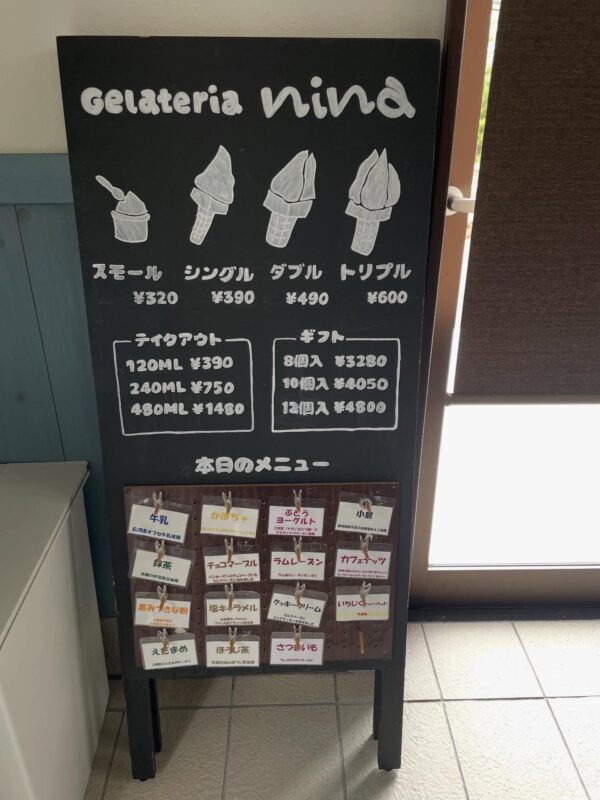 Gelateria nina
スモール シングル ダブル トリプル
¥320 ¥390 ¥490 ¥600
テイクアウト
120ML ¥390
240ML ¥750
480ML ¥1480
ギフト
8個入 ¥3280
10個入 ¥4050
12個入 ¥4800
本日のメニュー
牛乳
かぼちゃ
ぶどう
ヨーグルト
小倉
抹茶
チョコマーブル
ラムレーズン
カフェナッツ
黒みつきな粉
塩キャラメル
クッキークリーム
いちじくシャーベット
えだまめ
ほうじ茶
さつまいも